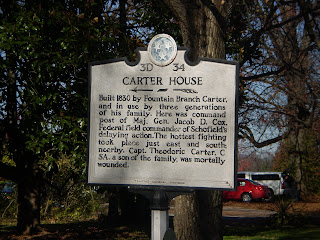 3D 34
CARTER HOUSE
Built 1830 by Fountain Branch Carter,
and in use by three generations
of his family. Here was command
post of Maj. Gen. Jacob D. Cox,
Federal field commander of Schofield's
delaying action. The hottest fighting
took place just east and south
nearby. Capt. Theodoric Carter, C
SA, a son of the family, was mortally
wounded.